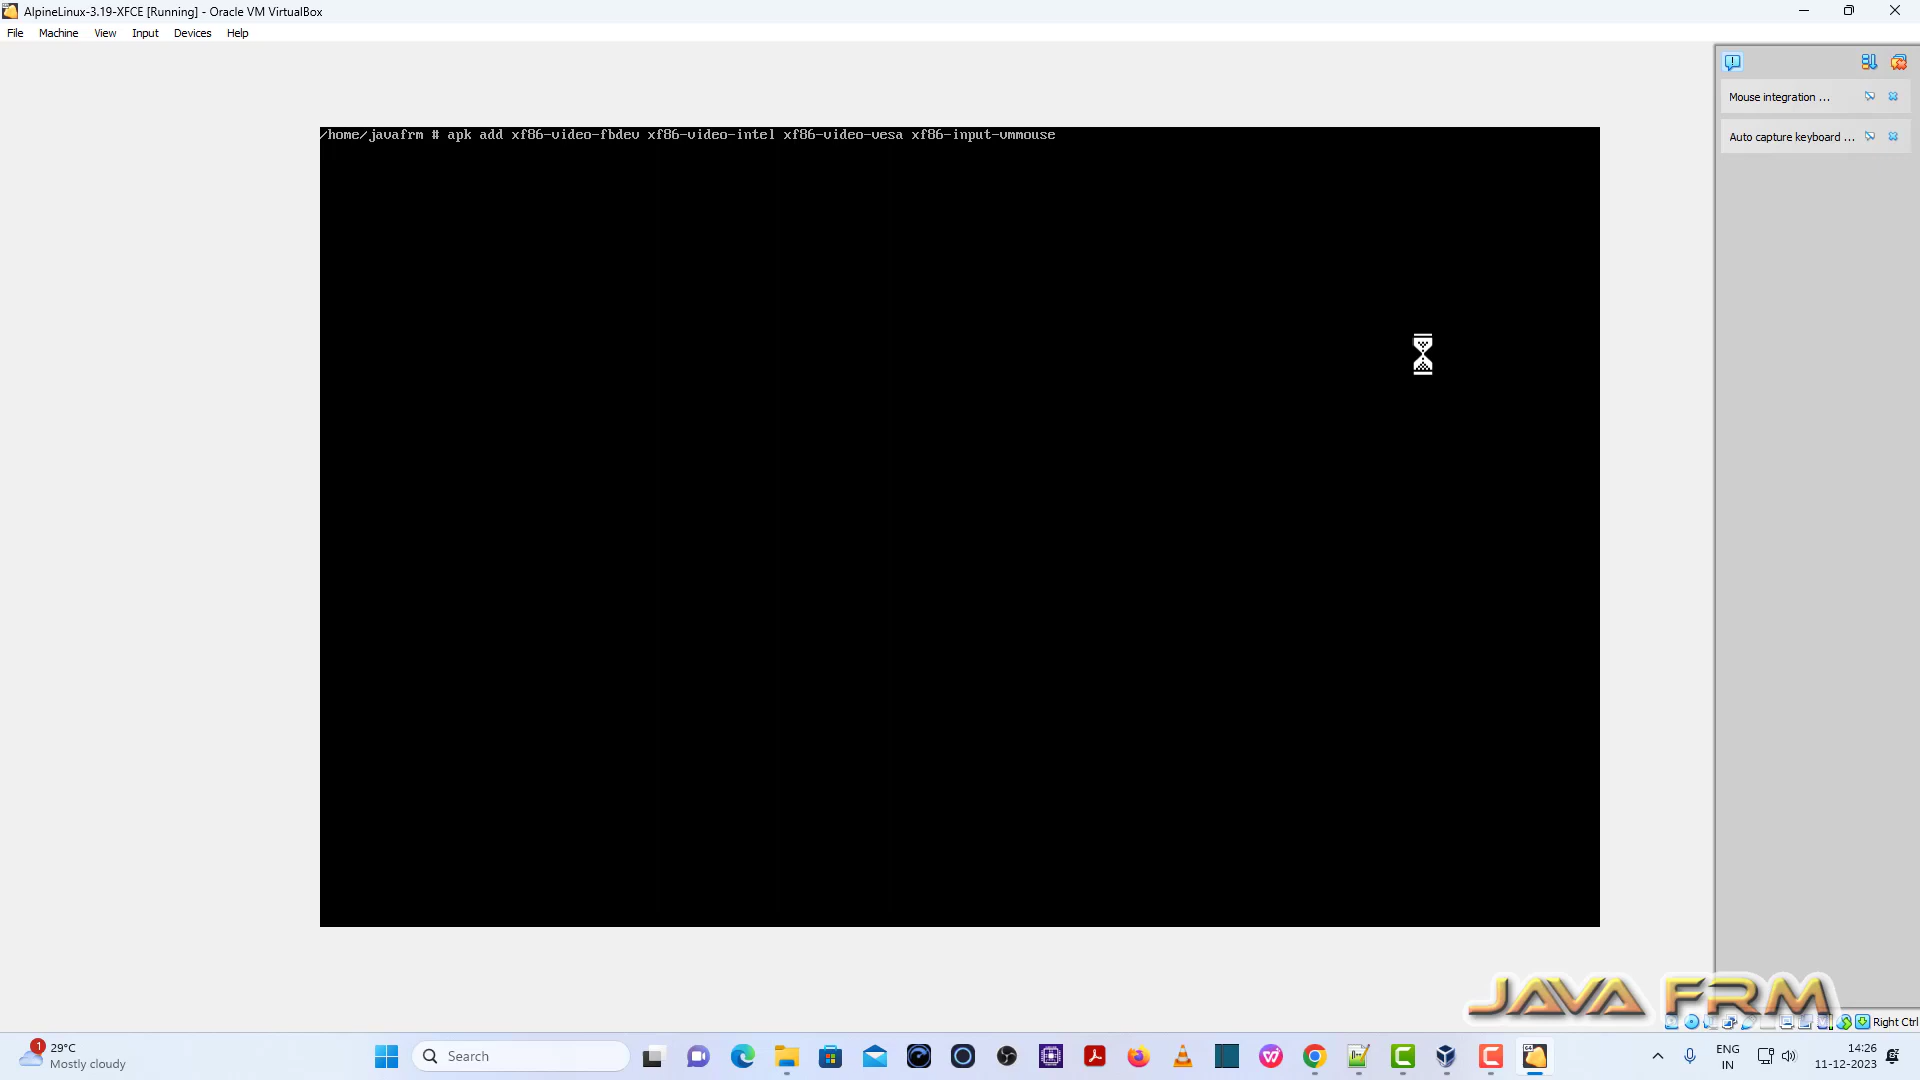 AlpineLinux-3.19-XFCE [Running] - Oracle VM VirtualBox
File Machine View Input Devices Help
Mouse integration ...
/home/javafrm # apk add xf86-video-fbdev xf86-video-intel xf86-video-vesa xf86-input-vmmouse
Auto capture keyboard ...
JAVA FRM
Right Ctrl
1
29°C
Mostly cloudy
Search
ENG
IN
14:26
11-12-2023